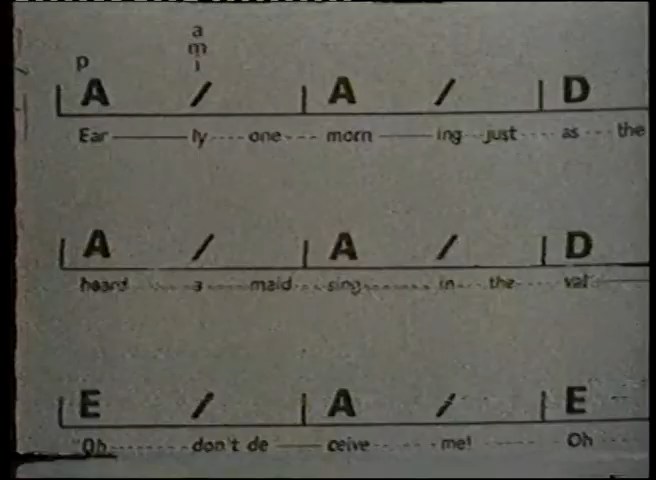 a
m
p i
A / A / D
Ear ly one morn ing just as the
A / A / D
heard a maid sing in the val
E / A / E
"Oh don't de ceive me! Oh